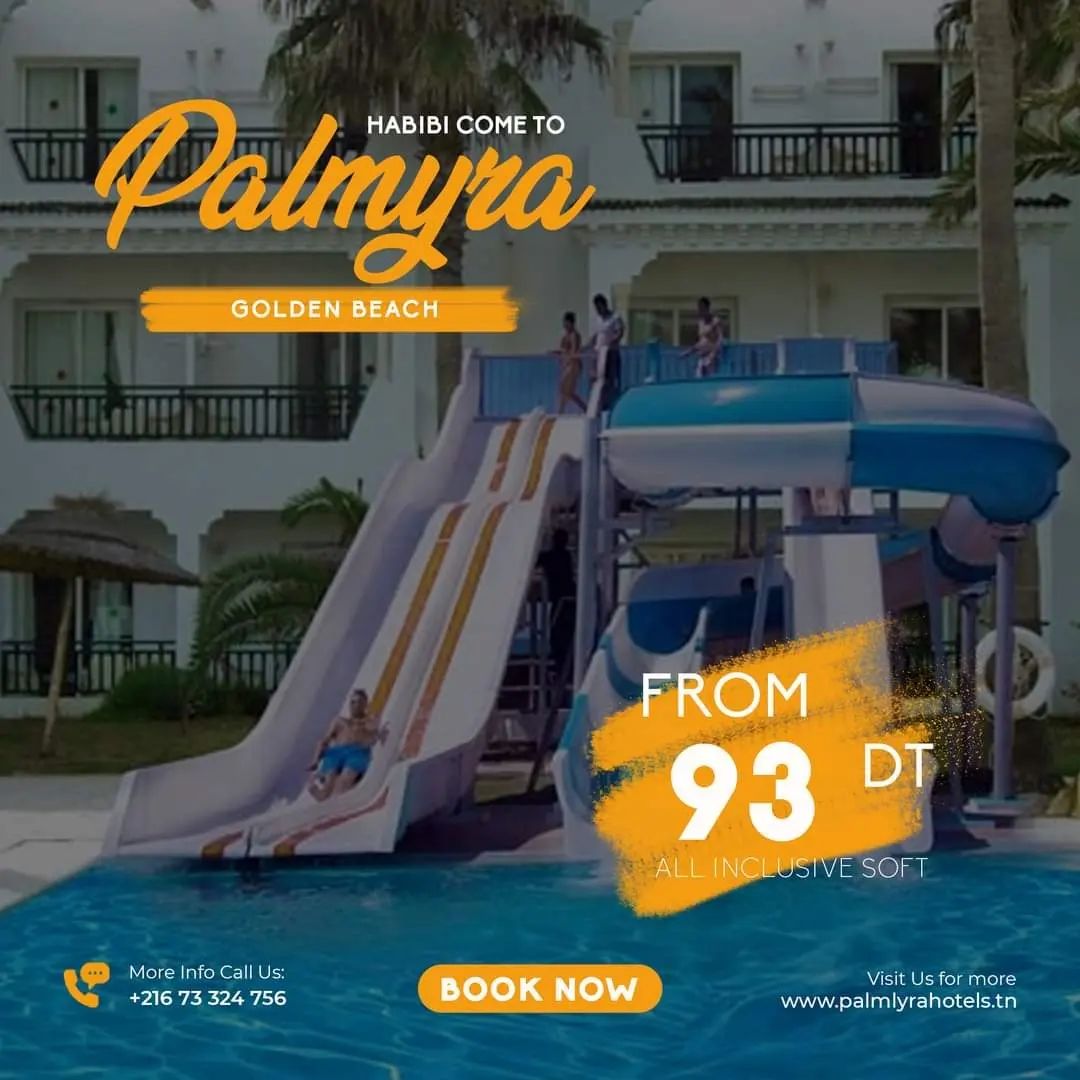 HABIBI COME TO
Palmyra
GOLDEN BEACH
FROM
93 DT
ALL INCLUSIVE SOFT
More Info Call Us:
+216 73 324 756
BOOK NOW
Visit Us for more
www.palmlyrahotels.tn